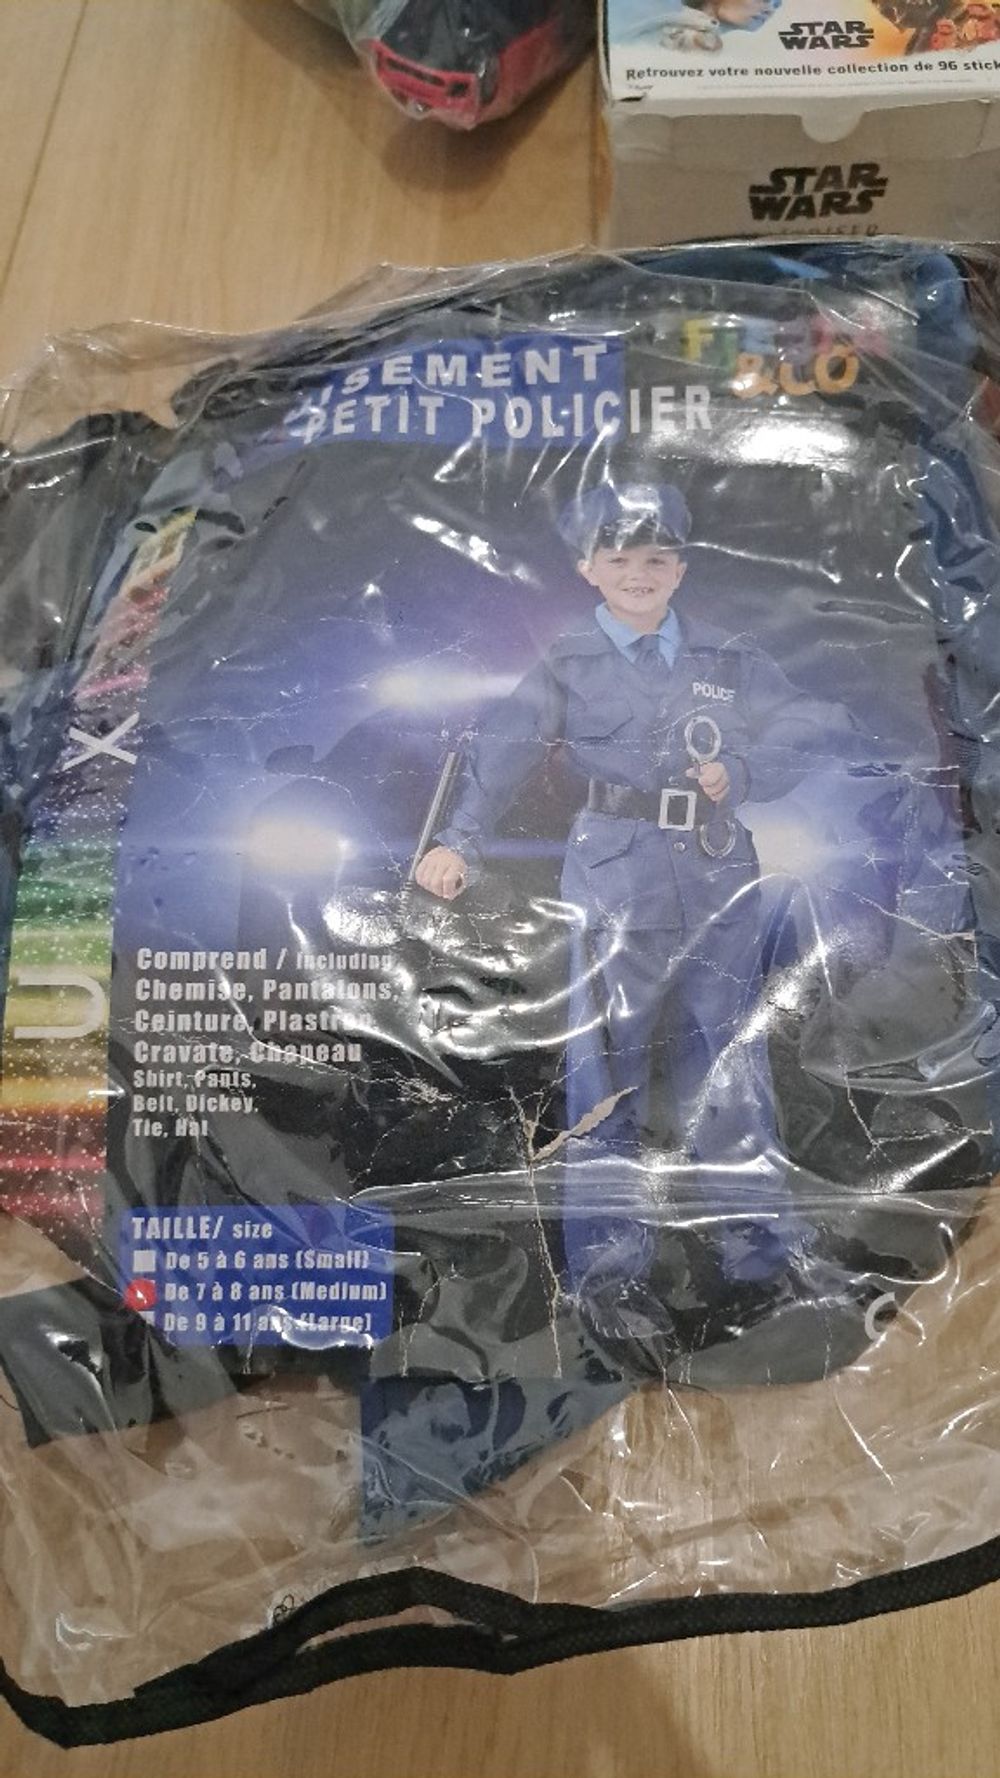 STAR
WARS
Retrouvez votre nouvelle collection de 96 stick
STAR
WARS
ISEMENT
PETIT POLICIER
&CO
POLICE
X
U
Comprend / including
Chemise, Pantalons,
Ceinture, Plastron
Cravate, Chapeau
Shirt, Pants,
Belt, Dickey,
Tie, Hat
TAILLE/ size
De 5 à 6 ans (Small)
De 7 à 8 ans (Medium)
De 9 à 11 ans (Large)